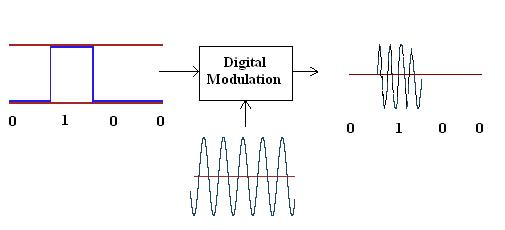 Digital
Modulation
0 1 0 0
0 1 0 0